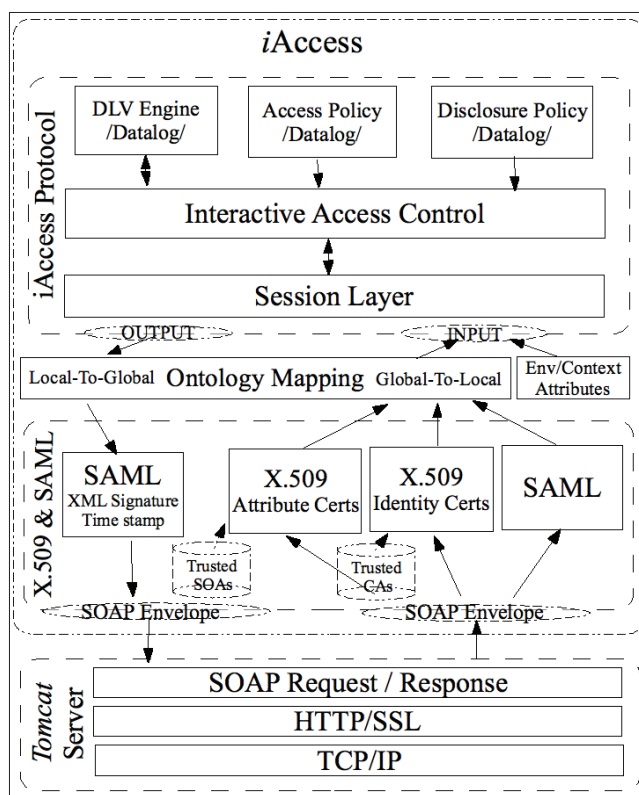 iAccess
iAccess Protocol
DLV Engine
/Datalog/
Access Policy
/Datalog/
Disclosure Policy
/Datalog/
Interactive Access Control
Session Layer
OUTPUT
INPUT
Local-To-Global
Ontology Mapping
Global-To-Local
Env/Context
Attributes
X.509 & SAML
SAML
XML Signature
Time stamp
X.509
Attribute Certs
X.509
Identity Certs
SAML
Trusted
SOAs
Trusted
CAs
SOAP Envelope
SOAP Envelope
Tomcat
Server
SOAP Request / Response
HTTP/SSL
TCP/IP